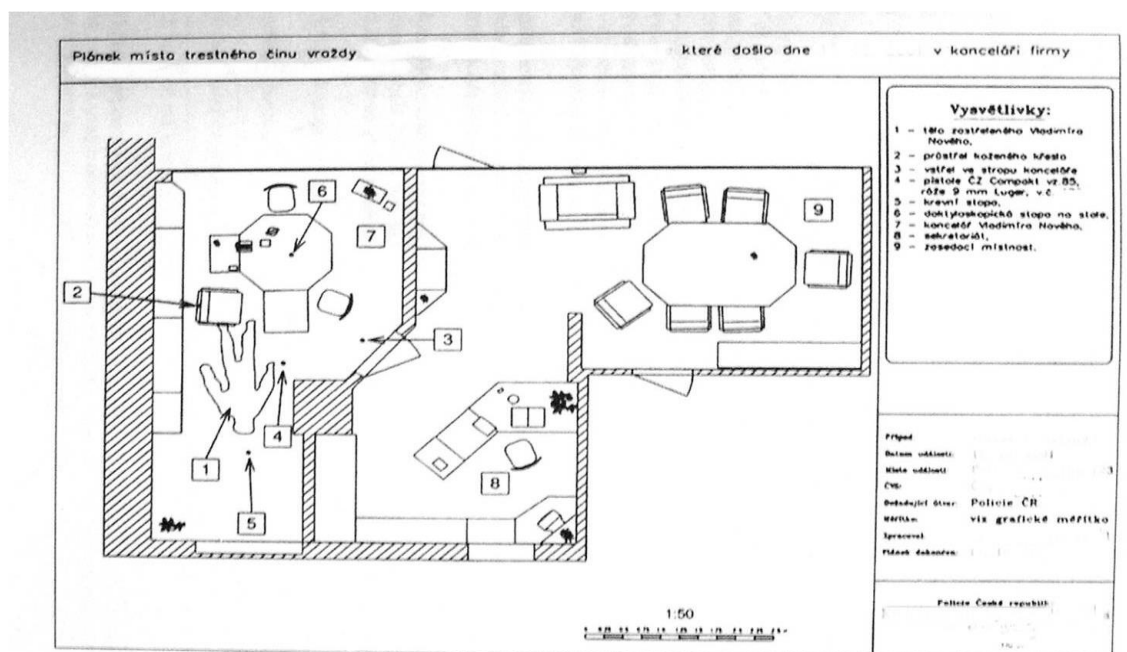 Plánek místa trestného činu vraždy
které došlo dne
v kanceláři firmy
Vysvětlivky:
1 - tělo zastřeleného Vladimíra
Nového,
2 - průstřel koženého křesla
3 - vstřel ve stropu kanceláře
4 - pistole ČZ Compakt vz.85,
ráže 9 mm Luger, v.č.
5 - krevní stopa,
6 - daktyloskopická stopa na stole,
7 - kancelář Vladimíra Nového,
8 - sekretariát,
9 - zasedací místnost.
6
9
7
2
3
4
1
8
5
Případ
Datum události:
Místo události
3
ČVS:
Dožadující útvar: Policie ČR
Měřítko: viz grafické měřítko
Zpracoval
Plánek dokončen:
Policie České republiky
1:50